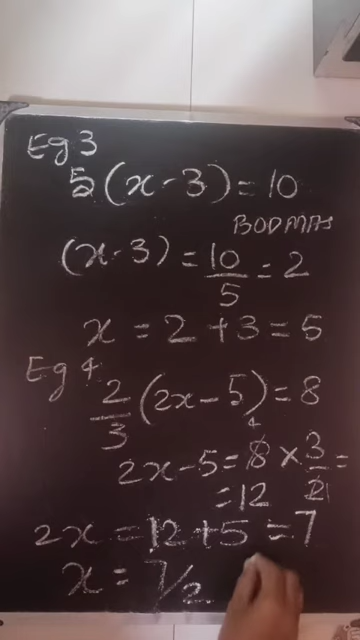 Eg 3
5(x-3)=10
BODMAS
(x-3)=10/5=2
x=2+3=5
Eg 4
2/3(2x-5)=8
2x-5=8 4×3/2 1=
=12
2x=12+5=7
x=7/2